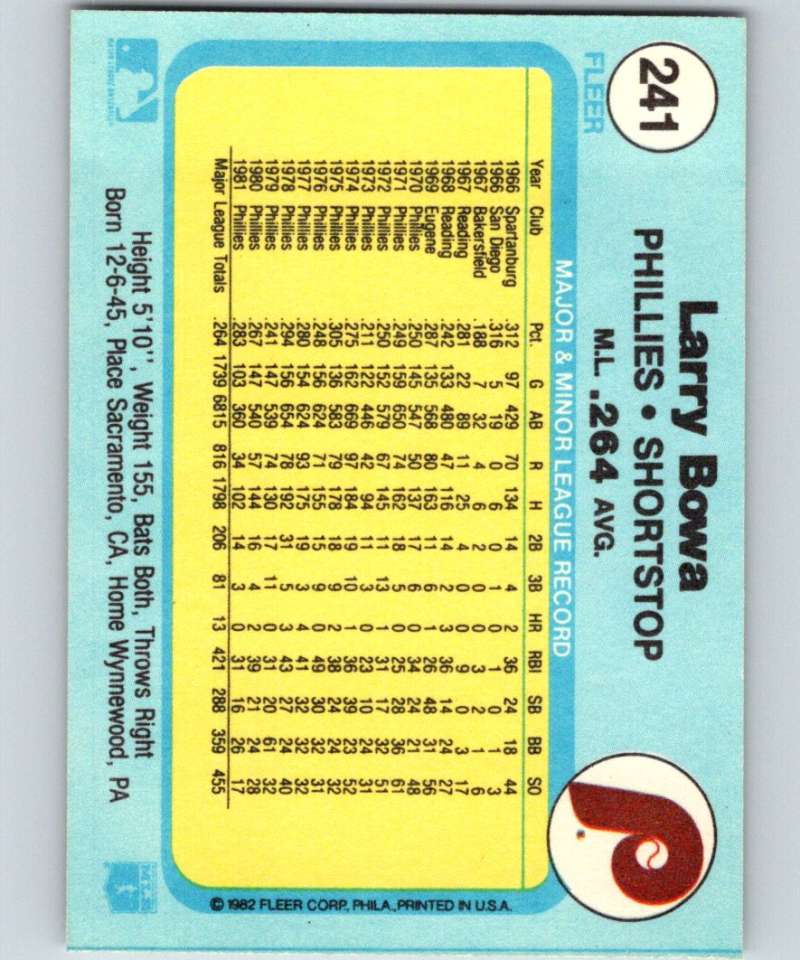 241
FLEER
Larry Bowa
PHILLIES • SHORTSTOP
M.L. .264 AVG.
MAJOR & MINOR LEAGUE RECORD
Year Club Pct. G AB R H 2B 3B HR RBI SB BB SO
1966 Spartanburg .312 97 429 70 134 14 4 2 36 24 18 44
1966 San Diego .316 5 19 0 6 0 1 0 0 0 1 3
1967 Bakersfield .188 7 32 4 6 2 0 0 3 2 1 6
1967 Reading .281 22 89 11 25 4 0 0 9 0 3 17
1968 Reading .242 133 480 47 116 14 2 3 36 14 24 27
1969 Eugene .287 135 568 80 163 11 6 1 26 48 31 56
1970 Phillies .250 145 547 50 137 17 6 0 34 24 21 48
1971 Phillies .249 159 650 74 162 18 5 0 25 28 36 61
1972 Phillies .250 152 579 67 145 11 13 1 31 17 32 51
1973 Phillies .211 122 446 42 94 11 3 0 23 10 24 31
1974 Phillies .275 162 669 97 184 19 10 1 36 39 23 52
1975 Phillies .305 136 583 79 178 18 9 2 38 24 24 32
1976 Phillies .248 156 624 71 155 15 9 0 49 30 32 31
1977 Phillies .280 154 624 93 175 19 3 4 41 32 32 32
1978 Phillies .294 156 654 78 192 31 5 3 43 27 24 40
1979 Phillies .241 147 539 74 130 17 11 0 31 20 61 32
1980 Phillies .267 147 540 57 144 16 4 2 39 21 24 28
1981 Phillies .283 103 360 34 102 14 3 0 31 16 26 17
Major League Totals .264 1739 6815 816 1798 206 81 13 421 288 359 455
Height 5'10", Weight 155, Bats Both, Throws Right
Born 12-6-45, Place Sacramento, CA, Home Wynnewood, PA
© 1982 FLEER CORP., PHILA., PRINTED IN U.S.A.